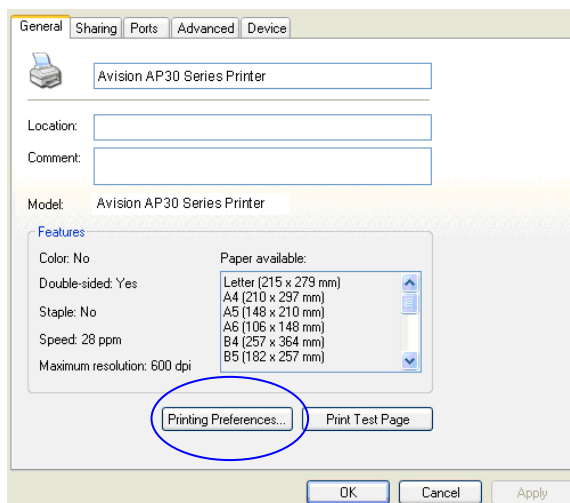 General Sharing Ports Advanced Device
Avision AP30 Series Printer
Location:
Comment:
Model: Avision AP30 Series Printer
Features
Color: No
Paper available:
Double-sided: Yes
Staple: No
Speed: 28 ppm
Maximum resolution: 600 dpi
Letter (215 x 279 mm)
A4 (210 x 297 mm)
A5 (148 x 210 mm)
A6 (106 x 148 mm)
B4 (257 x 364 mm)
B5 (182 x 257 mm)
Printing Preferences... Print Test Page
OK Cancel Apply